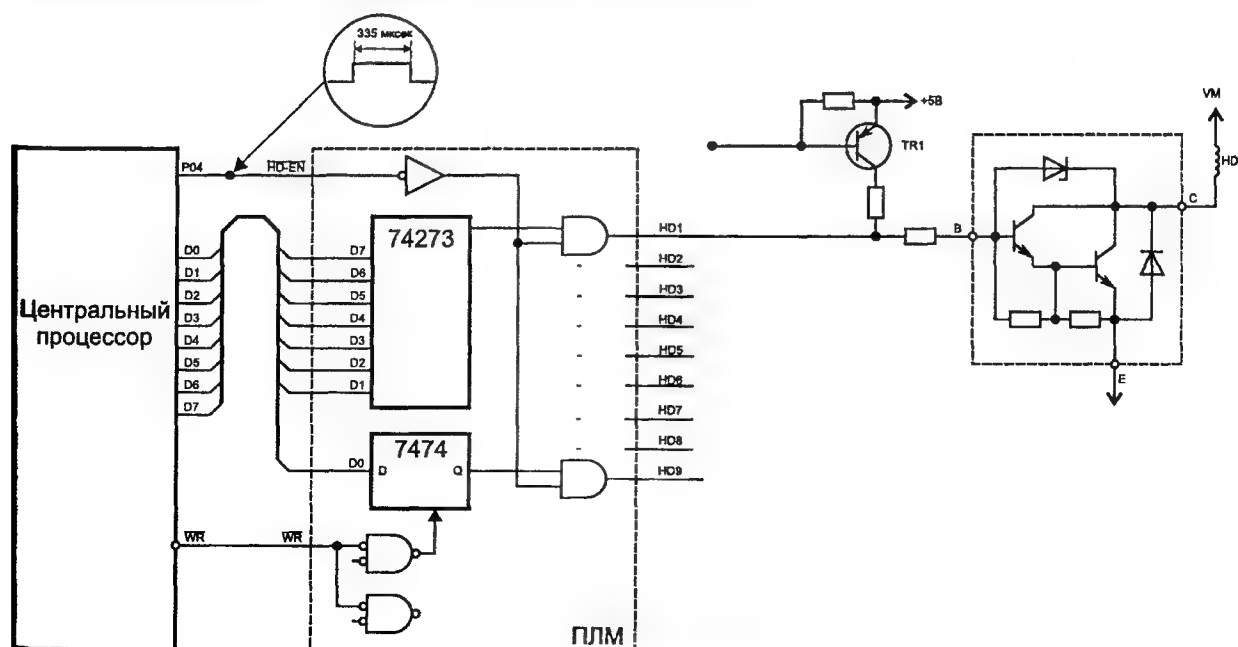 335 мксек
P04
HD-EN
D0
D1
D2
D3
D4
D5
D6
D7
Центральный
процессор
WR
WR
D7
D6
D5
D4
D3
D2
D1
D0
74273
7474
D
Q
ПЛМ
HD1
HD2
HD3
HD4
HD5
HD6
HD7
HD8
HD9
+5В
TR1
VM
HD
B
C
E